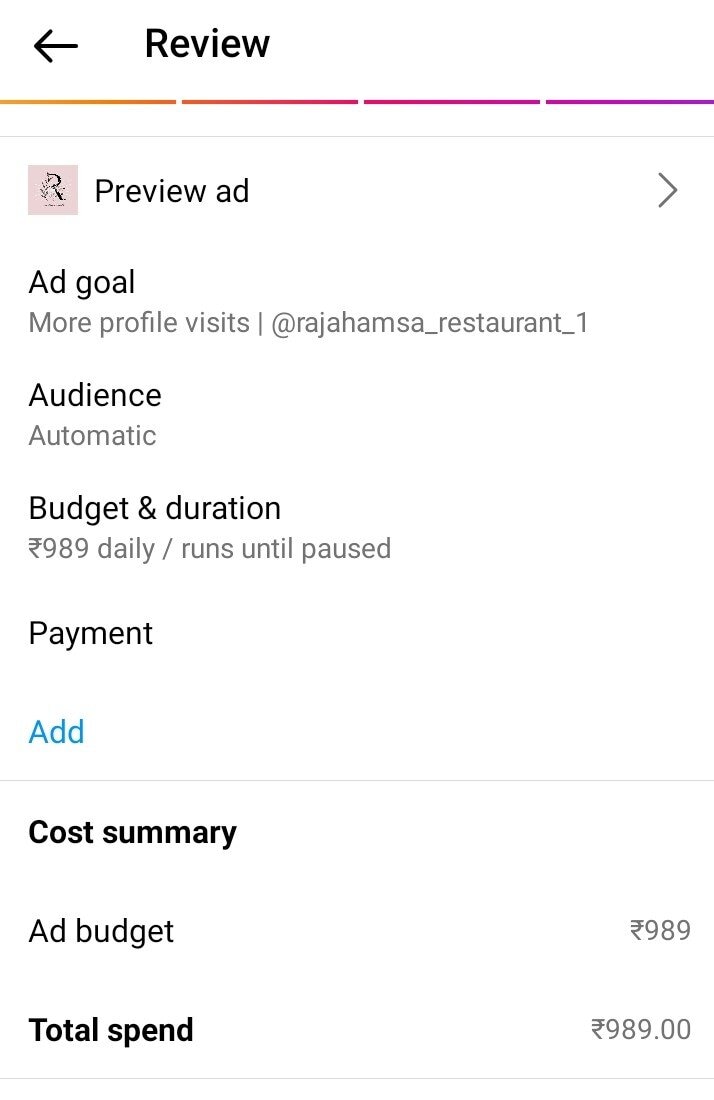 Review
Preview ad
Ad goal
More profile visits | @rajahamsa_restaurant_1
Audience
Automatic
Budget & duration
₹989 daily / runs until paused
Payment
Add
Cost summary
Ad budget ₹989
Total spend ₹989.00